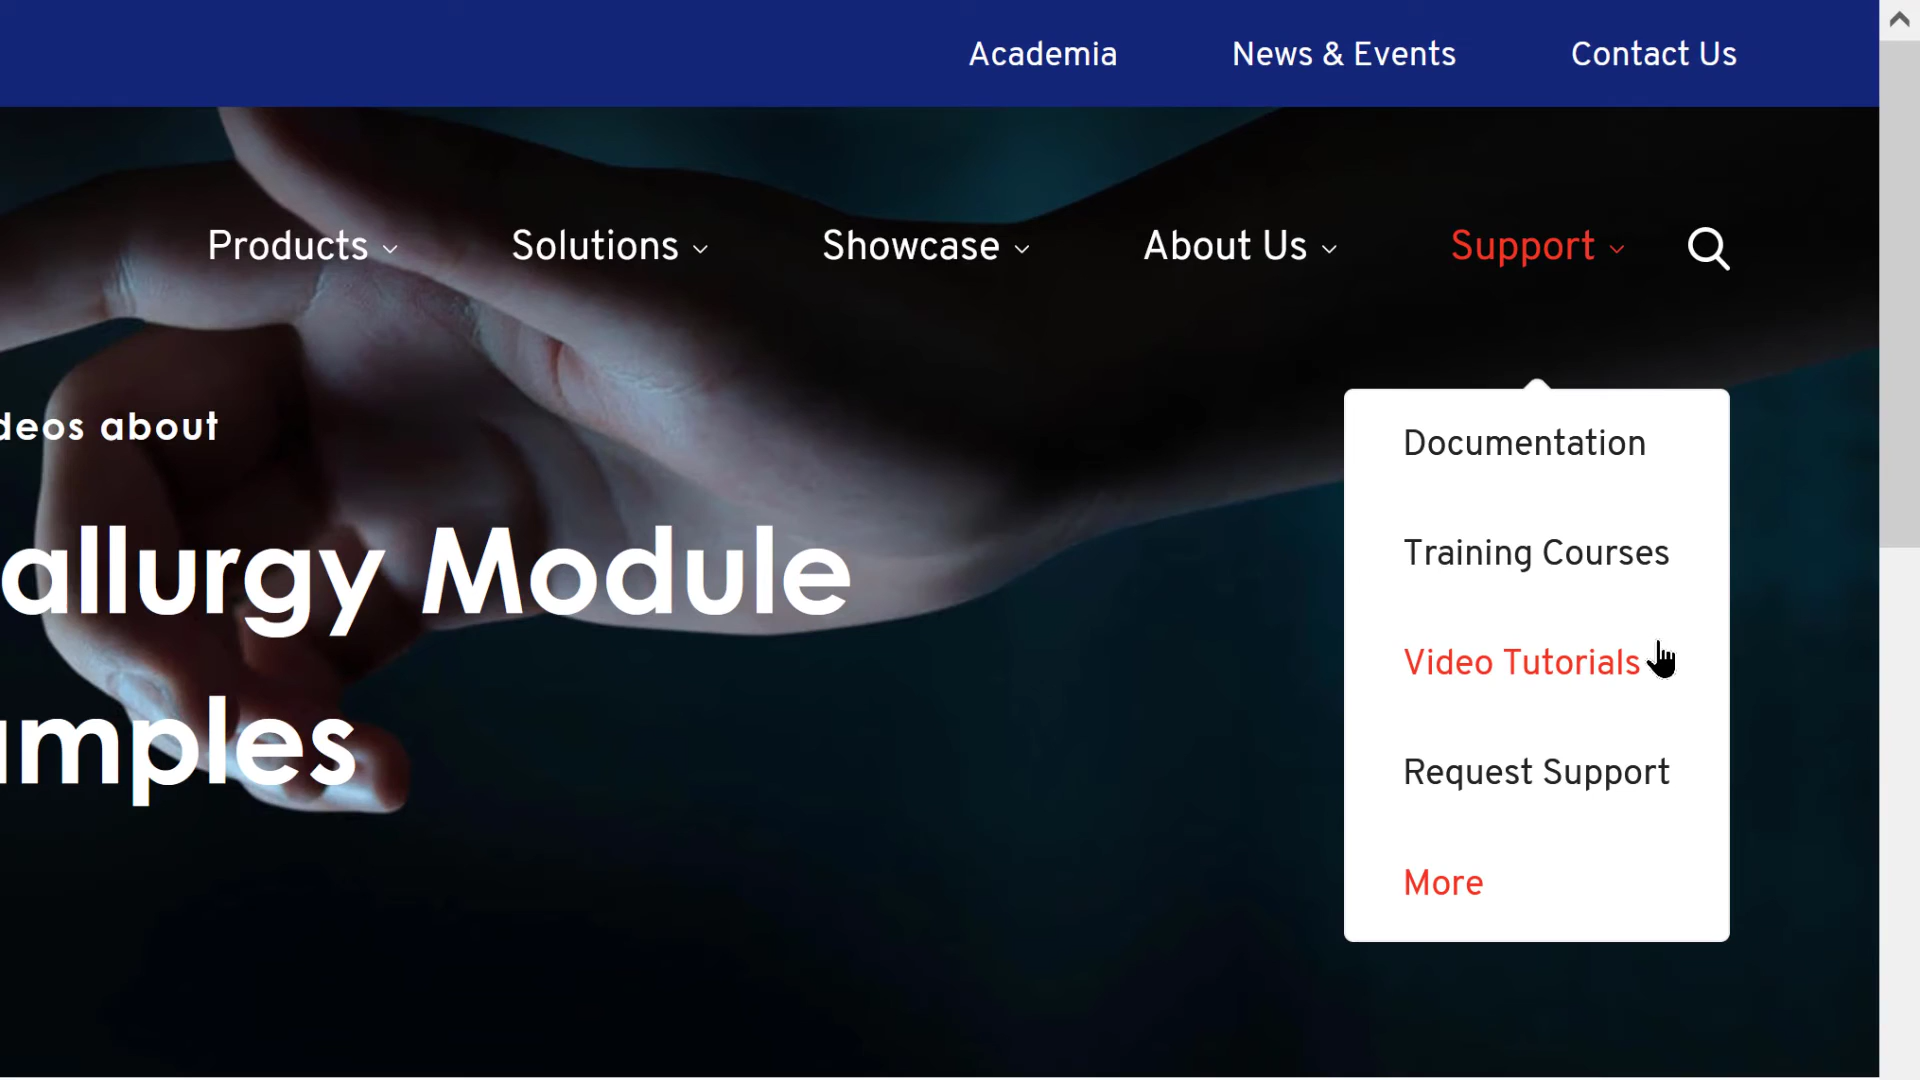 Academia News & Events Contact Us
Products Solutions Showcase About Us Support
deos about
allurgy Module
amples
Documentation
Training Courses
Video Tutorials
Request Support
More